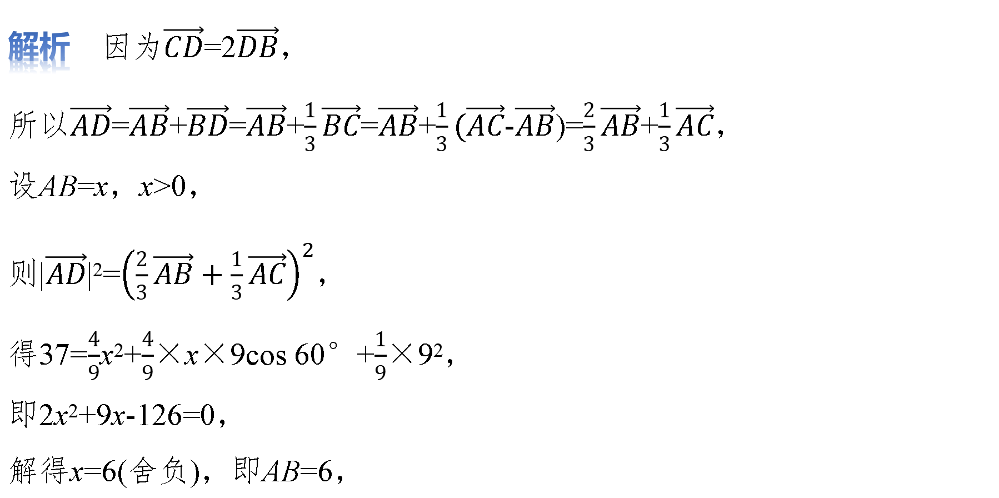 解析 因为$\overrightarrow{CD}$=2$\overrightarrow{DB}$，
所以$\overrightarrow{AD}$=$\overrightarrow{AB}$+$\overrightarrow{BD}$=$\overrightarrow{AB}$+$\frac{1}{3}\overrightarrow{BC}$=$\overrightarrow{AB}$+$\frac{1}{3}$($\overrightarrow{AC}$-$\overrightarrow{AB}$)=$\frac{2}{3}\overrightarrow{AB}$+$\frac{1}{3}\overrightarrow{AC}$，
设AB=x，x>0，
则|$\overrightarrow{AD}$|²=$\left(\frac{2}{3}\overrightarrow{AB}+\frac{1}{3}\overrightarrow{AC}\right)^2$，
得37=$\frac{4}{9}$x²+$\frac{4}{9}$×x×9cos 60°+$\frac{1}{9}$×9²，
即2x²+9x-126=0，
解得x=6(舍负)，即AB=6，